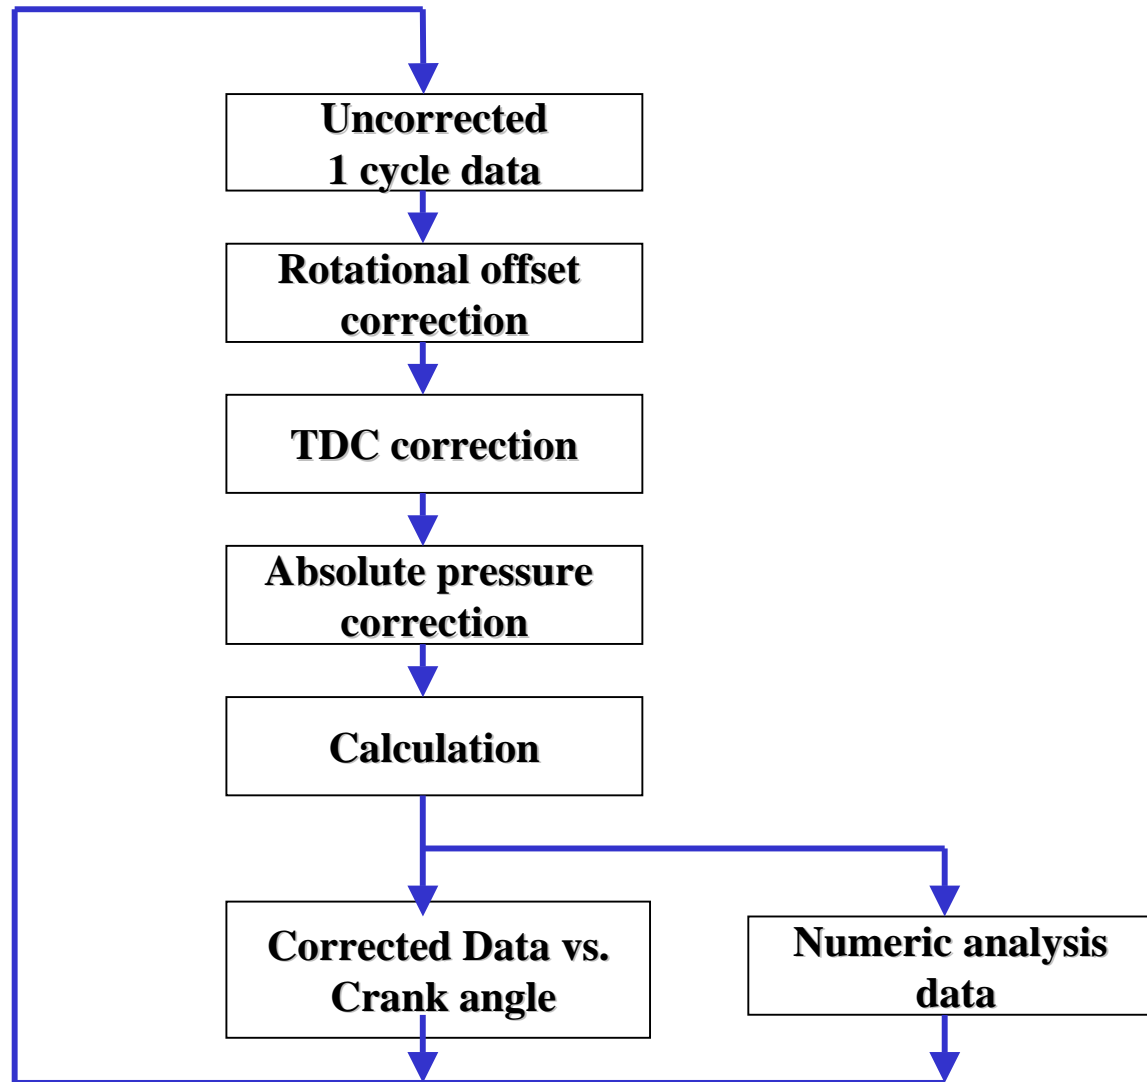 Uncorrected
1 cycle data
Rotational offset
correction
TDC correction
Absolute pressure
correction
Calculation
Corrected Data vs.
Crank angle
Numeric analysis
data